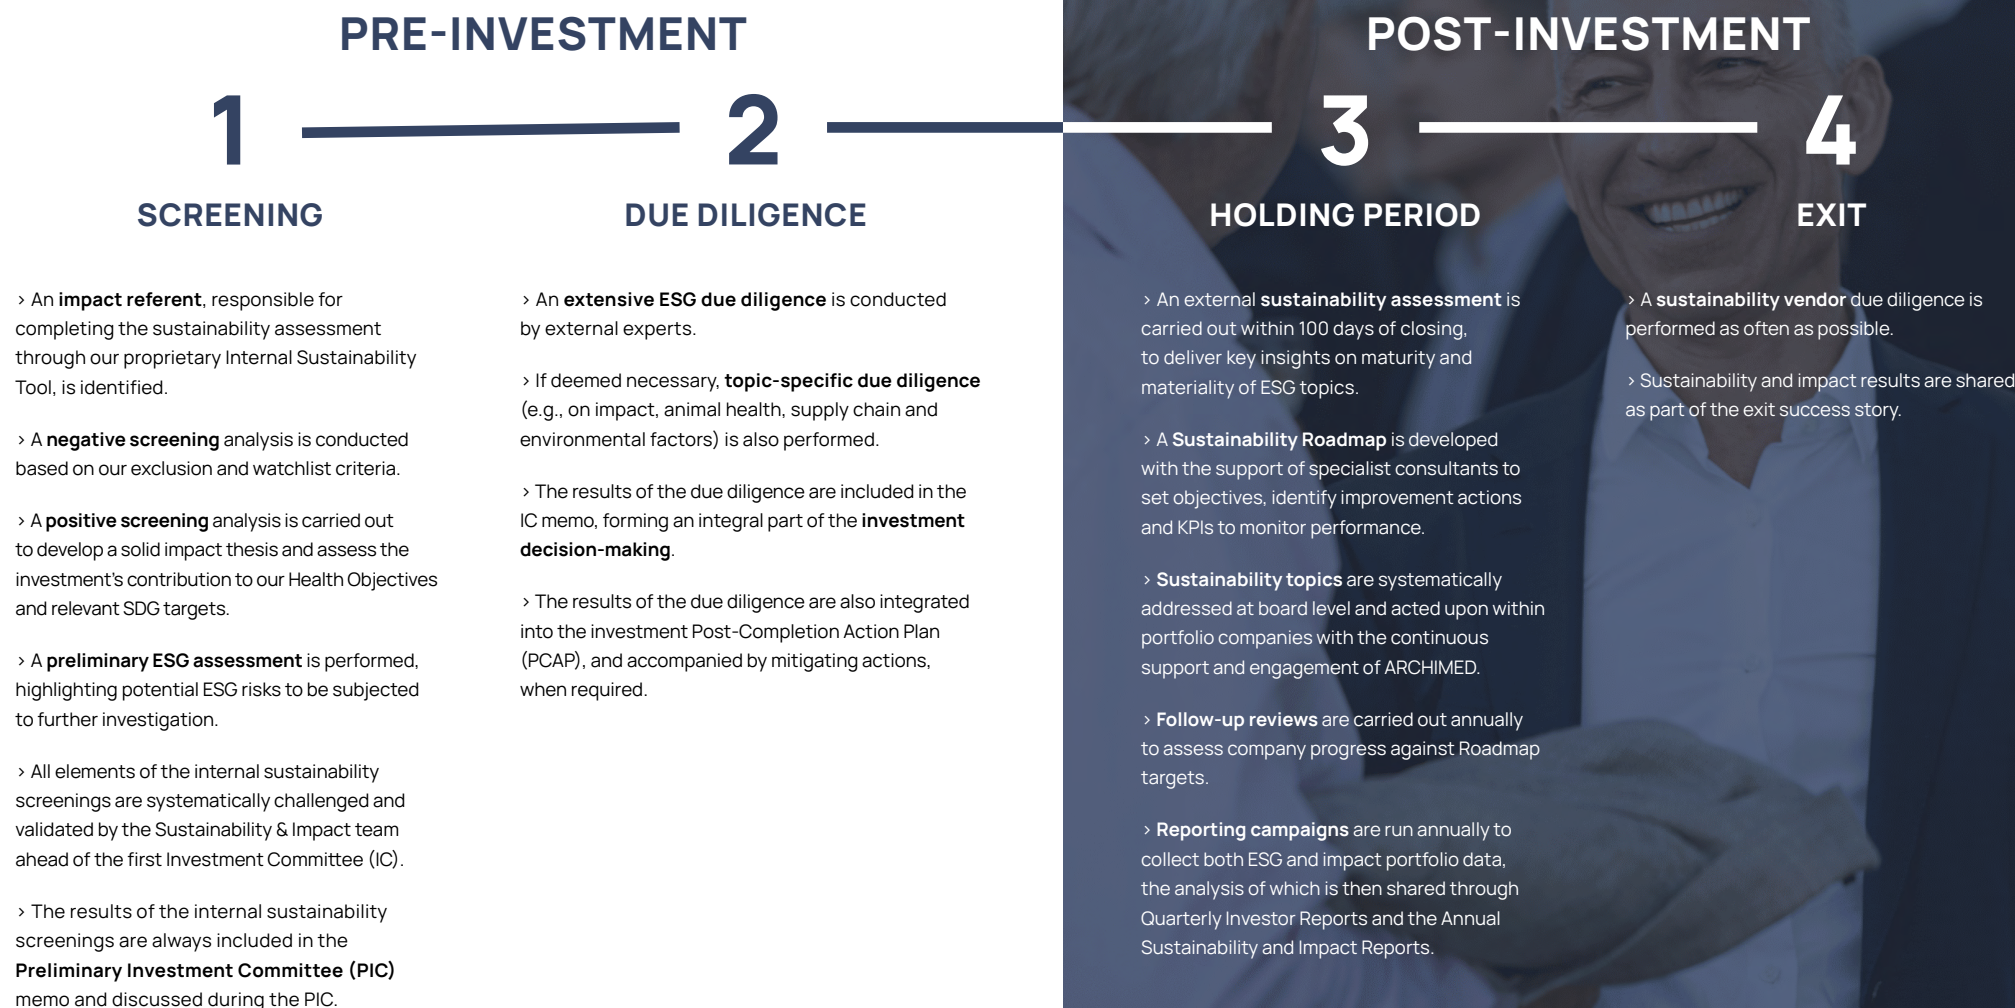 PRE-INVESTMENT
1
SCREENING
› An impact referent, responsible for
completing the sustainability assessment
through our proprietary Internal Sustainability
Tool, is identified.
› A negative screening analysis is conducted
based on our exclusion and watchlist criteria.
› A positive screening analysis is carried out
to develop a solid impact thesis and assess the
investment's contribution to our Health Objectives
and relevant SDG targets.
› A preliminary ESG assessment is performed,
highlighting potential ESG risks to be subjected
to further investigation.
› All elements of the internal sustainability
screenings are systematically challenged and
validated by the Sustainability & Impact team
ahead of the first Investment Committee (IC).
› The results of the internal sustainability
screenings are always included in the
Preliminary Investment Committee (PIC)
memo and discussed during the PIC.
2
DUE DILIGENCE
› An extensive ESG due diligence is conducted
by external experts.
› If deemed necessary, topic-specific due diligence
(e.g., on impact, animal health, supply chain and
environmental factors) is also performed.
› The results of the due diligence are included in the
IC memo, forming an integral part of the investment
decision-making.
› The results of the due diligence are also integrated
into the investment Post-Completion Action Plan
(PCAP), and accompanied by mitigating actions,
when required.
POST-INVESTMENT
3
HOLDING PERIOD
› An external sustainability assessment is
carried out within 100 days of closing,
to deliver key insights on maturity and
materiality of ESG topics.
› A Sustainability Roadmap is developed
with the support of specialist consultants to
set objectives, identify improvement actions
and KPIs to monitor performance.
› Sustainability topics are systematically
addressed at board level and acted upon within
portfolio companies with the continuous
support and engagement of ARCHIMED.
› Follow-up reviews are carried out annually
to assess company progress against Roadmap
targets.
› Reporting campaigns are run annually to
collect both ESG and impact portfolio data,
the analysis of which is then shared through
Quarterly Investor Reports and the Annual
Sustainability and Impact Reports.
4
EXIT
› A sustainability vendor due diligence is
performed as often as possible.
› Sustainability and impact results are shared
as part of the exit success story.